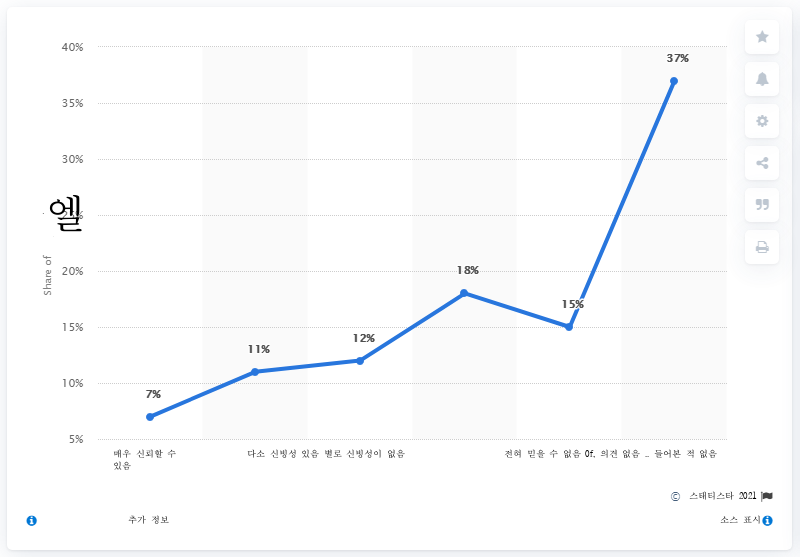 40%
37%
35%
30%
엘
Share of
20%
18%
15%
15%
12%
11%
10%
7%
5%
매우 신뢰할 수 있음
다소 신빙성 있음 별로 신빙성이 없음
전혀 믿을 수 없음 Of, 의견 없음 _ 들어본 적 없음
© 스태티스타 2021
추가 정보
소스 표시